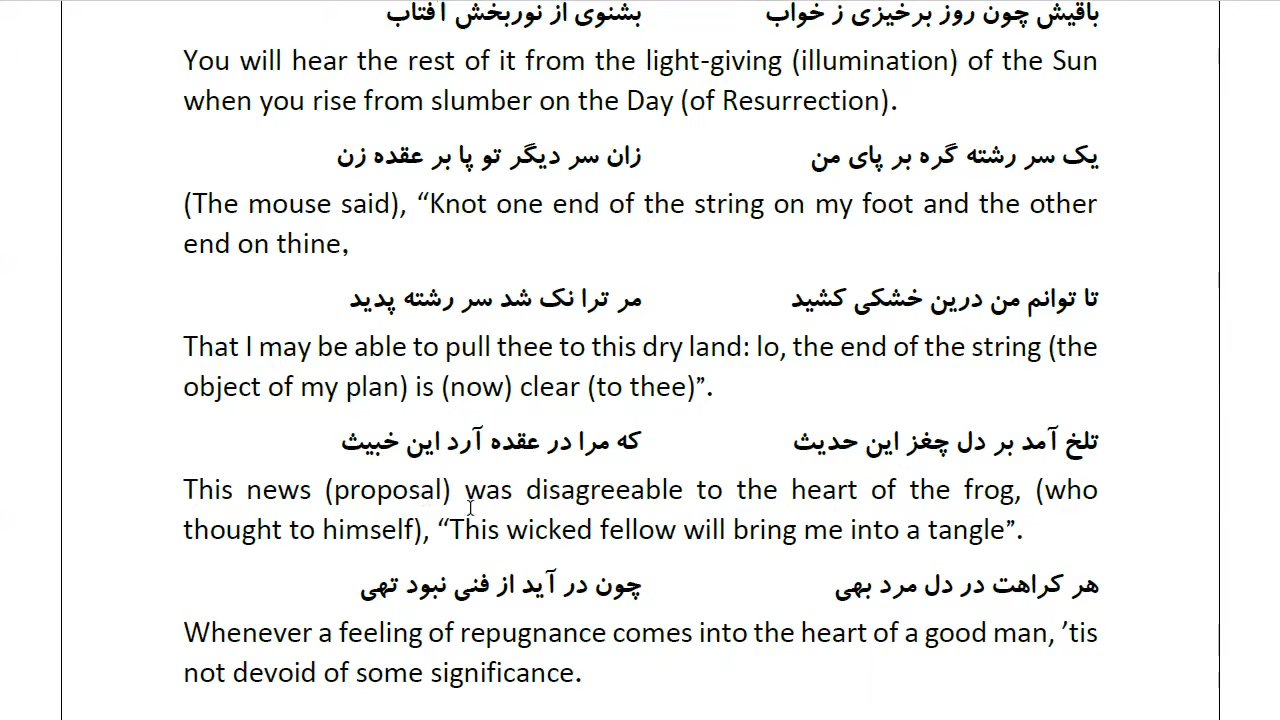 باقیش چون روز برخیزی ز خواب بشنوی از نوربخش آفتاب
You will hear the rest of it from the light-giving (illumination) of the Sun
when you rise from slumber on the Day (of Resurrection).
یک سر رشته گره بر پای من زان سر دیگر تو پا بر عقده زن
(The mouse said), “Knot one end of the string on my foot and the other
end on thine,
تا توانم من درین خشکی کشید مر ترا نک شد سر رشته پدید
That I may be able to pull thee to this dry land: lo, the end of the string (the
object of my plan) is (now) clear (to thee)”.
تلخ آمد بر دل چغز این حدیث که مرا در عقده آرد این خبیث
This news (proposal) was disagreeable to the heart of the frog, (who
thought to himself), “This wicked fellow will bring me into a tangle”.
هر کراهت در دل مرد بهی چون در آید از فنی نبود تهی
Whenever a feeling of repugnance comes into the heart of a good man, ’tis
not devoid of some significance.